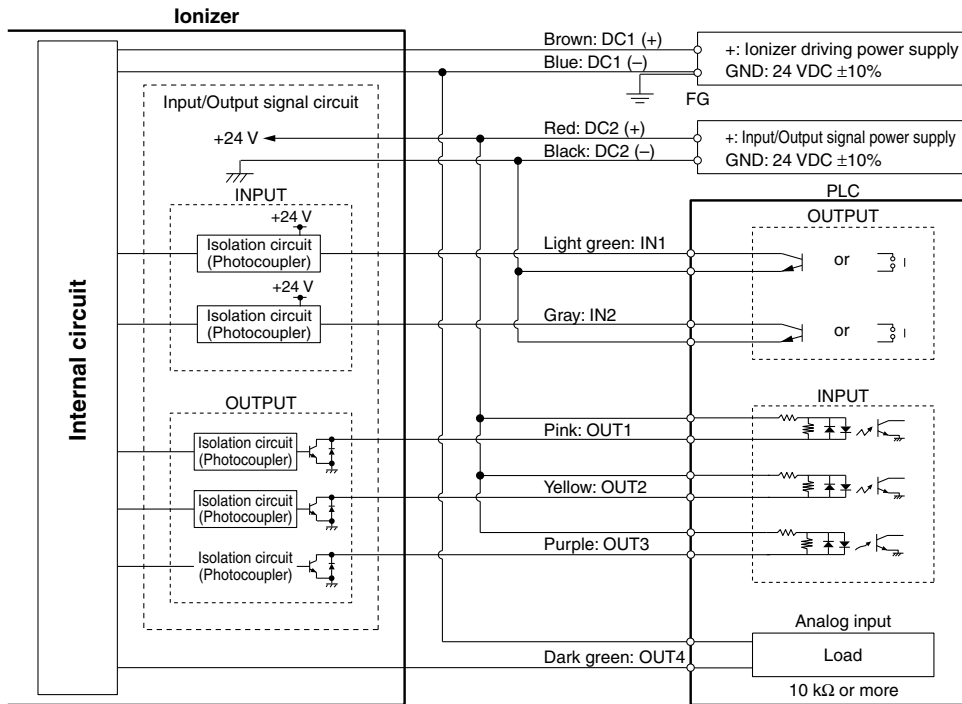 Ionizer
Brown: DC1 (+)
Blue: DC1 (–)
+: Ionizer driving power supply
GND: 24 VDC ±10%
FG
Input/Output signal circuit
+24 V
Red: DC2 (+)
Black: DC2 (–)
+: Input/Output signal power supply
GND: 24 VDC ±10%
PLC
INPUT
OUTPUT
+24 V
Isolation circuit
(Photocoupler)
Light green: IN1
or
+24 V
Isolation circuit
(Photocoupler)
Gray: IN2
or
Internal circuit
OUTPUT
INPUT
Isolation circuit
(Photocoupler)
Pink: OUT1
Isolation circuit
(Photocoupler)
Yellow: OUT2
Isolation circuit
(Photocoupler)
Purple: OUT3
Analog input
Dark green: OUT4
Load
10 kΩ or more